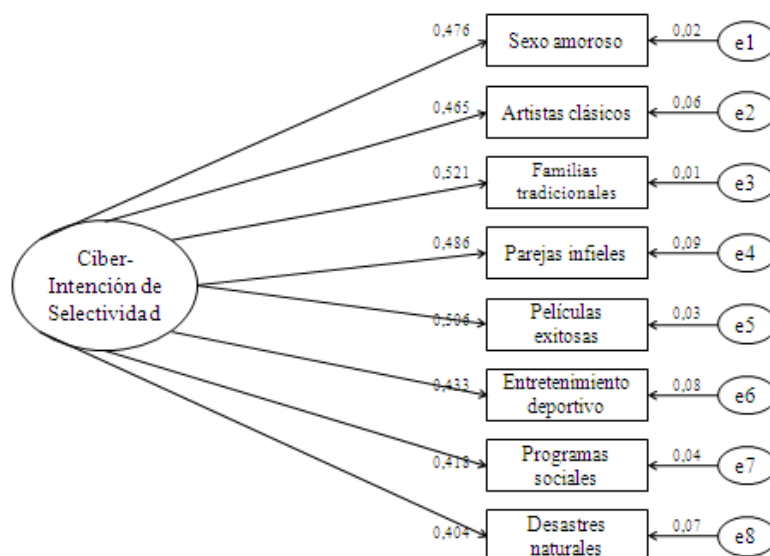 0,476
Sexo amoroso
0,02
e1
0,465
Artistas clásicos
0,06
e2
0,521
Familias
tradicionales
0,01
e3
Ciber-
Intención de
Selectividad
0,486
Parejas infieles
0,09
e4
0,506
Películas
exitosas
0,03
e5
0,433
Entretenimiento
deportivo
0,08
e6
0,418
Programas
sociales
0,04
e7
0,404
Desastres
naturales
0,07
e8